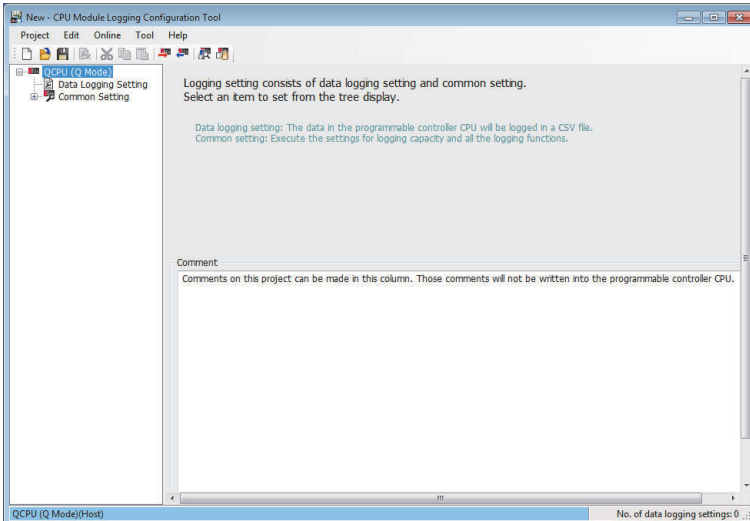 New - CPU Module Logging Configuration Tool
Project Edit Online Tool Help
QCPU (Q Mode)
Data Logging Setting
Common Setting
Logging setting consists of data logging setting and common setting.
Select an item to set from the tree display.
Data logging setting: The data in the programmable controller CPU will be logged in a CSV file.
Common setting: Execute the settings for logging capacity and all the logging functions.
Comment
Comments on this project can be made in this column. Those comments will not be written into the programmable controller CPU.
QCPU (Q Mode)(Host)
No. of data logging settings: 0